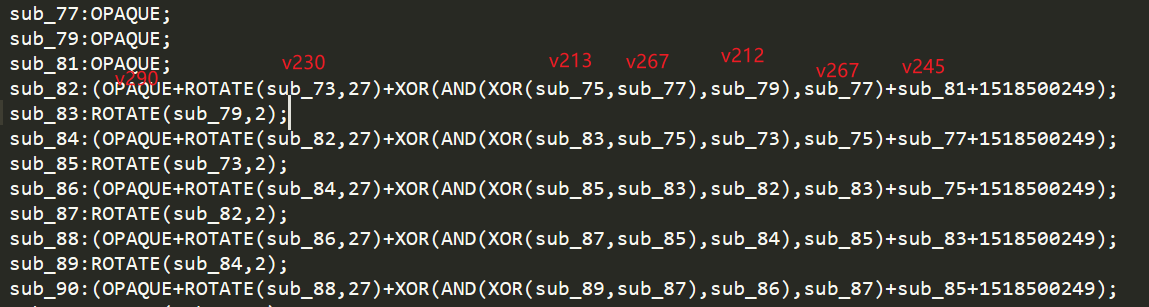 sub_77:OPAQUE;
sub_79:OPAQUE;
sub_81:OPAQUE;
v290 v230 v213 v267 v212 v267 v245
sub_82:(OPAQUE+ROTATE(sub_73,27)+XOR(AND(XOR(sub_75,sub_77),sub_79),sub_77)+sub_81+1518500249);
sub_83:ROTATE(sub_79,2);
sub_84:(OPAQUE+ROTATE(sub_82,27)+XOR(AND(XOR(sub_83,sub_75),sub_73),sub_75)+sub_77+1518500249);
sub_85:ROTATE(sub_73,2);
sub_86:(OPAQUE+ROTATE(sub_84,27)+XOR(AND(XOR(sub_85,sub_83),sub_82),sub_83)+sub_75+1518500249);
sub_87:ROTATE(sub_82,2);
sub_88:(OPAQUE+ROTATE(sub_86,27)+XOR(AND(XOR(sub_87,sub_85),sub_84),sub_85)+sub_83+1518500249);
sub_89:ROTATE(sub_84,2);
sub_90:(OPAQUE+ROTATE(sub_88,27)+XOR(AND(XOR(sub_89,sub_87),sub_86),sub_87)+sub_85+1518500249);